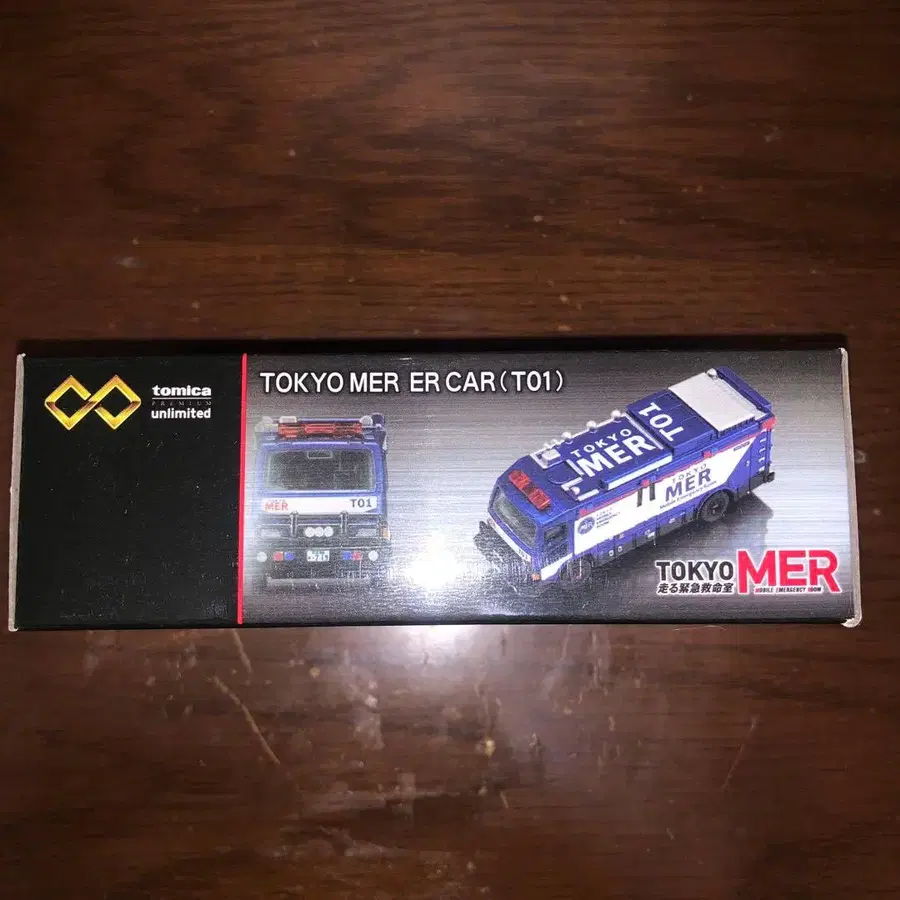 tomica
PREMIUM
unlimited
TOKYO MER ER CAR(T01)
MER
T01
TOKYO
MER
T01
TOKYO
MER
TOKYO
MER
走る緊急救命室
MOBILE EMERGENCY ROOM